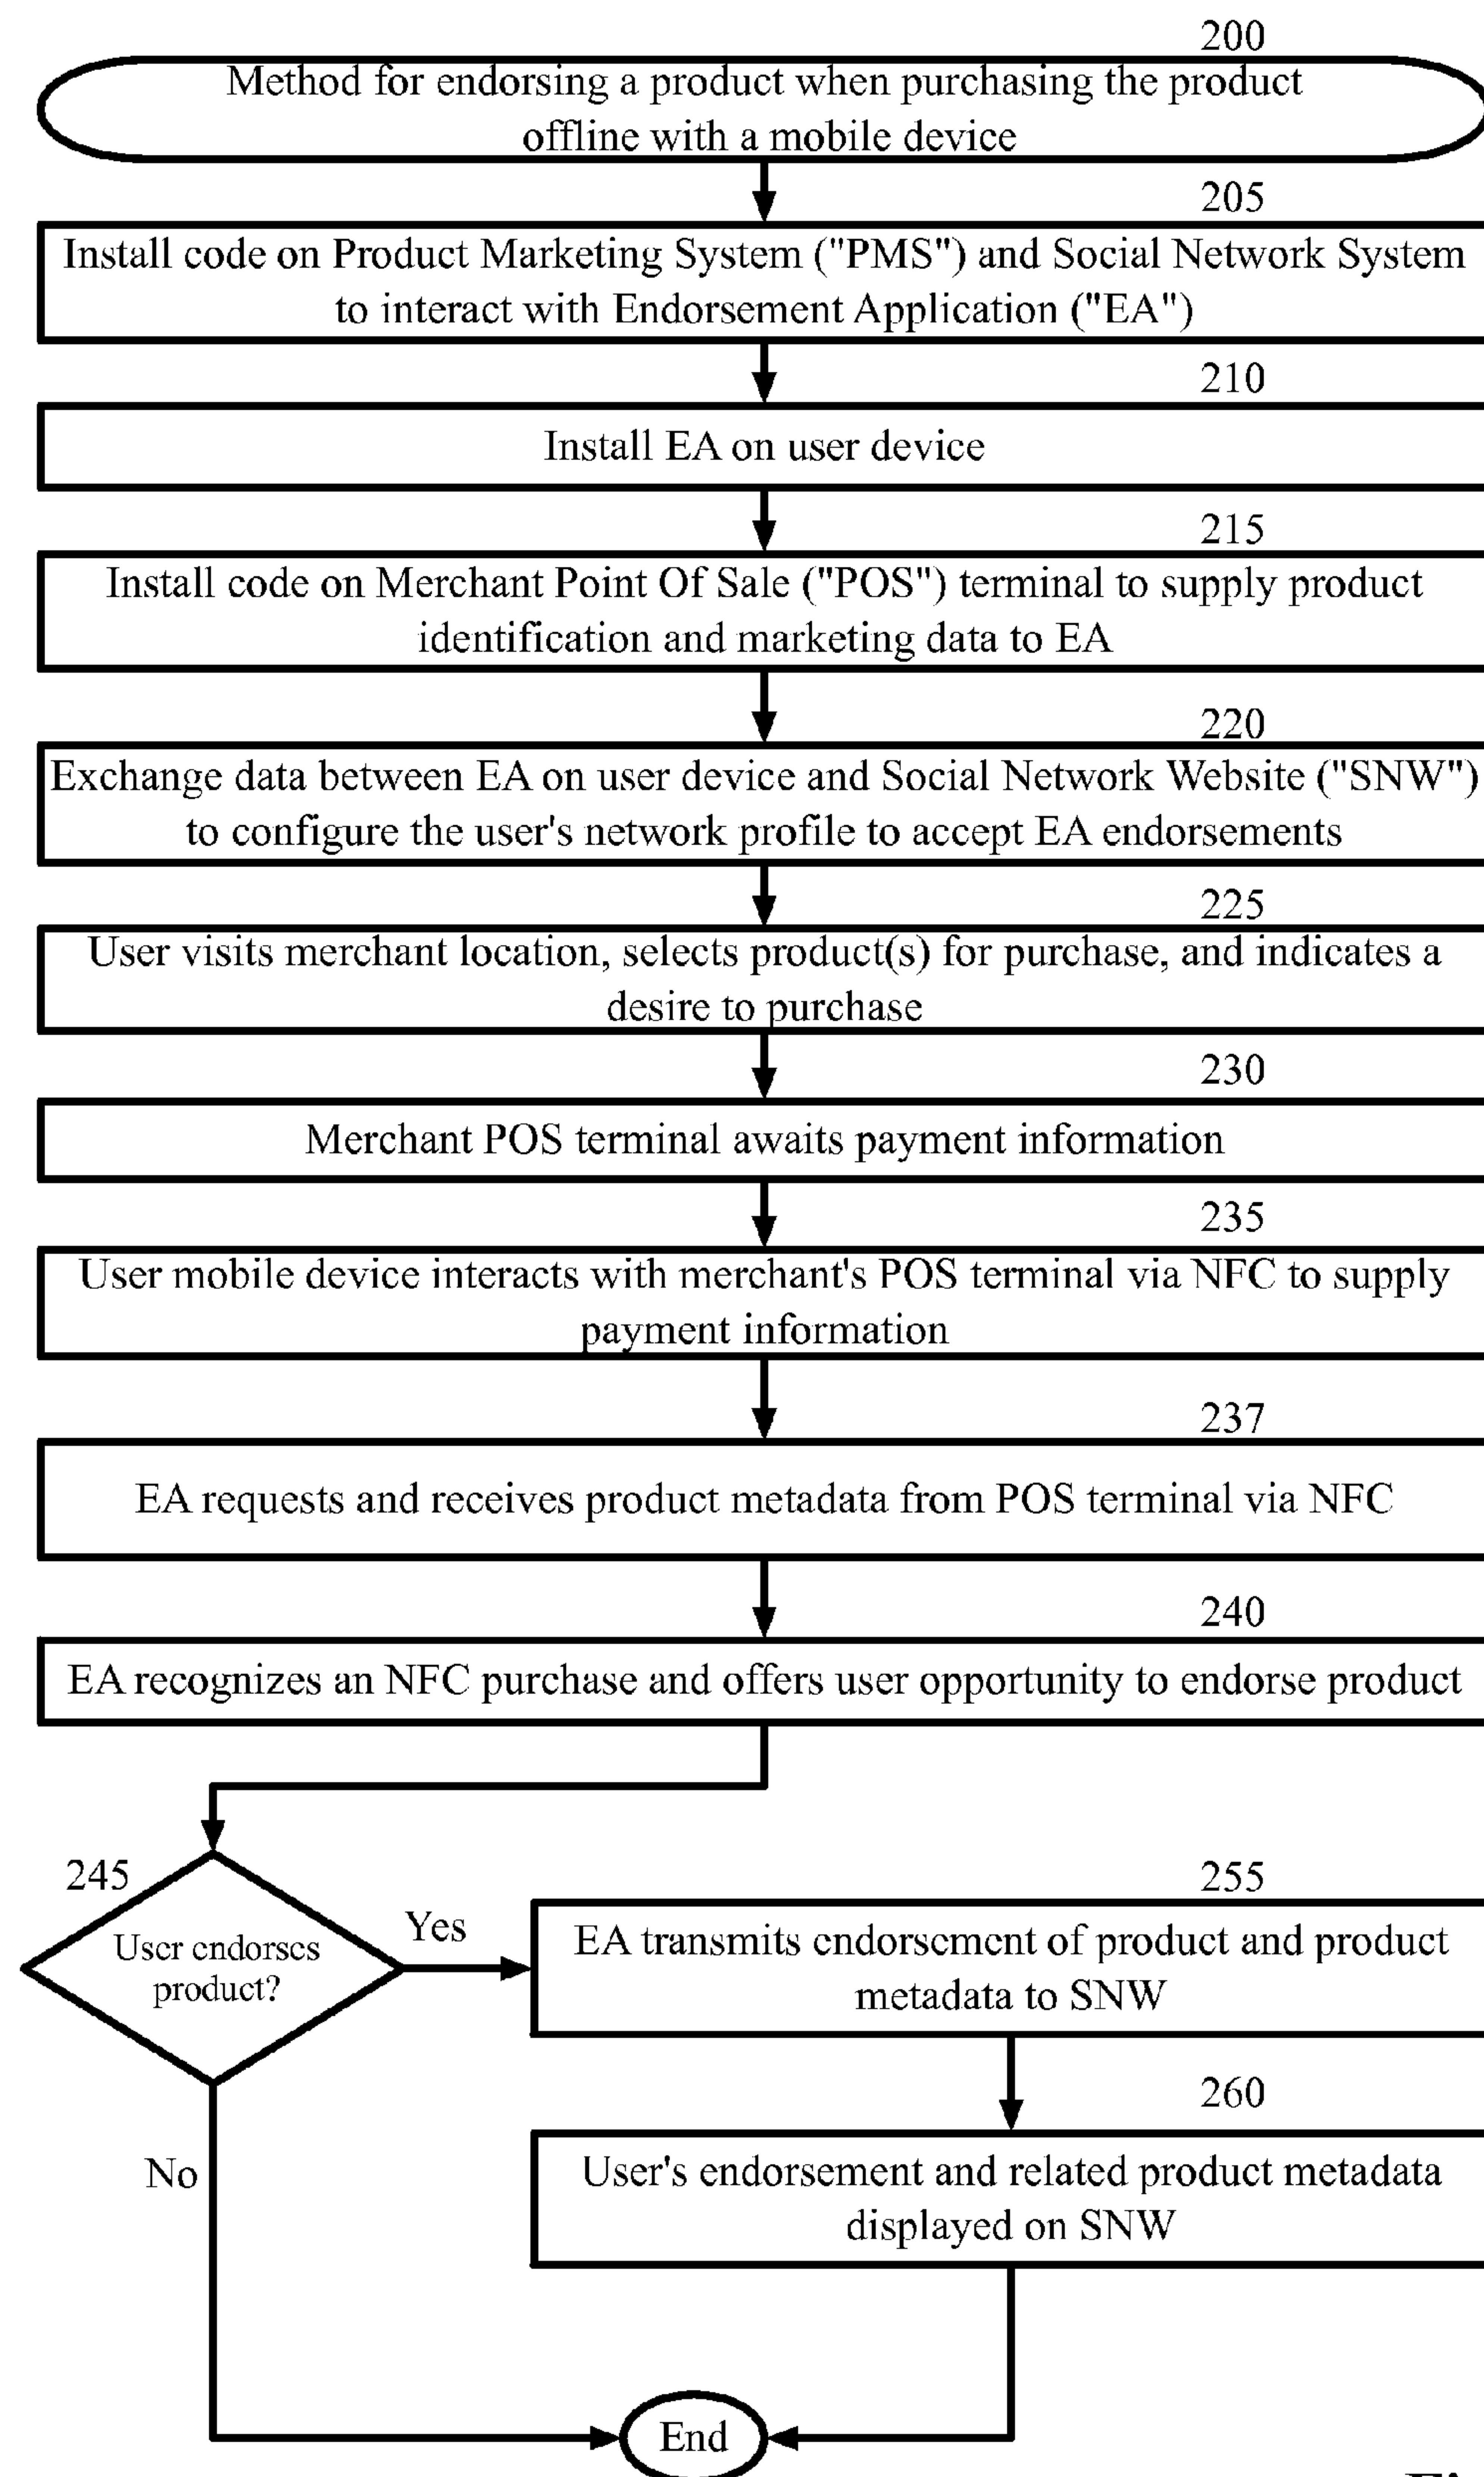 200
Method for endorsing a product when purchasing the product
offline with a mobile device
205
Install code on Product Marketing System ("PMS") and Social Network System
to interact with Endorsement Application ("EA")
210
Install EA on user device
215
Install code on Merchant Point Of Sale ("POS") terminal to supply product
identification and marketing data to EA
220
Exchange data between EA on user device and Social Network Website ("SNW")
to configure the user's network profile to accept EA endorsements
225
User visits merchant location, selects product(s) for purchase, and indicates a
desire to purchase
230
Merchant POS terminal awaits payment information
235
User mobile device interacts with merchant's POS terminal via NFC to supply
payment information
237
EA requests and receives product metadata from POS terminal via NFC
240
EA recognizes an NFC purchase and offers user opportunity to endorse product
245
User endorses
product?
Yes
255
EA transmits endorsement of product and product
metadata to SNW
260
User's endorsement and related product metadata
displayed on SNW
No
End